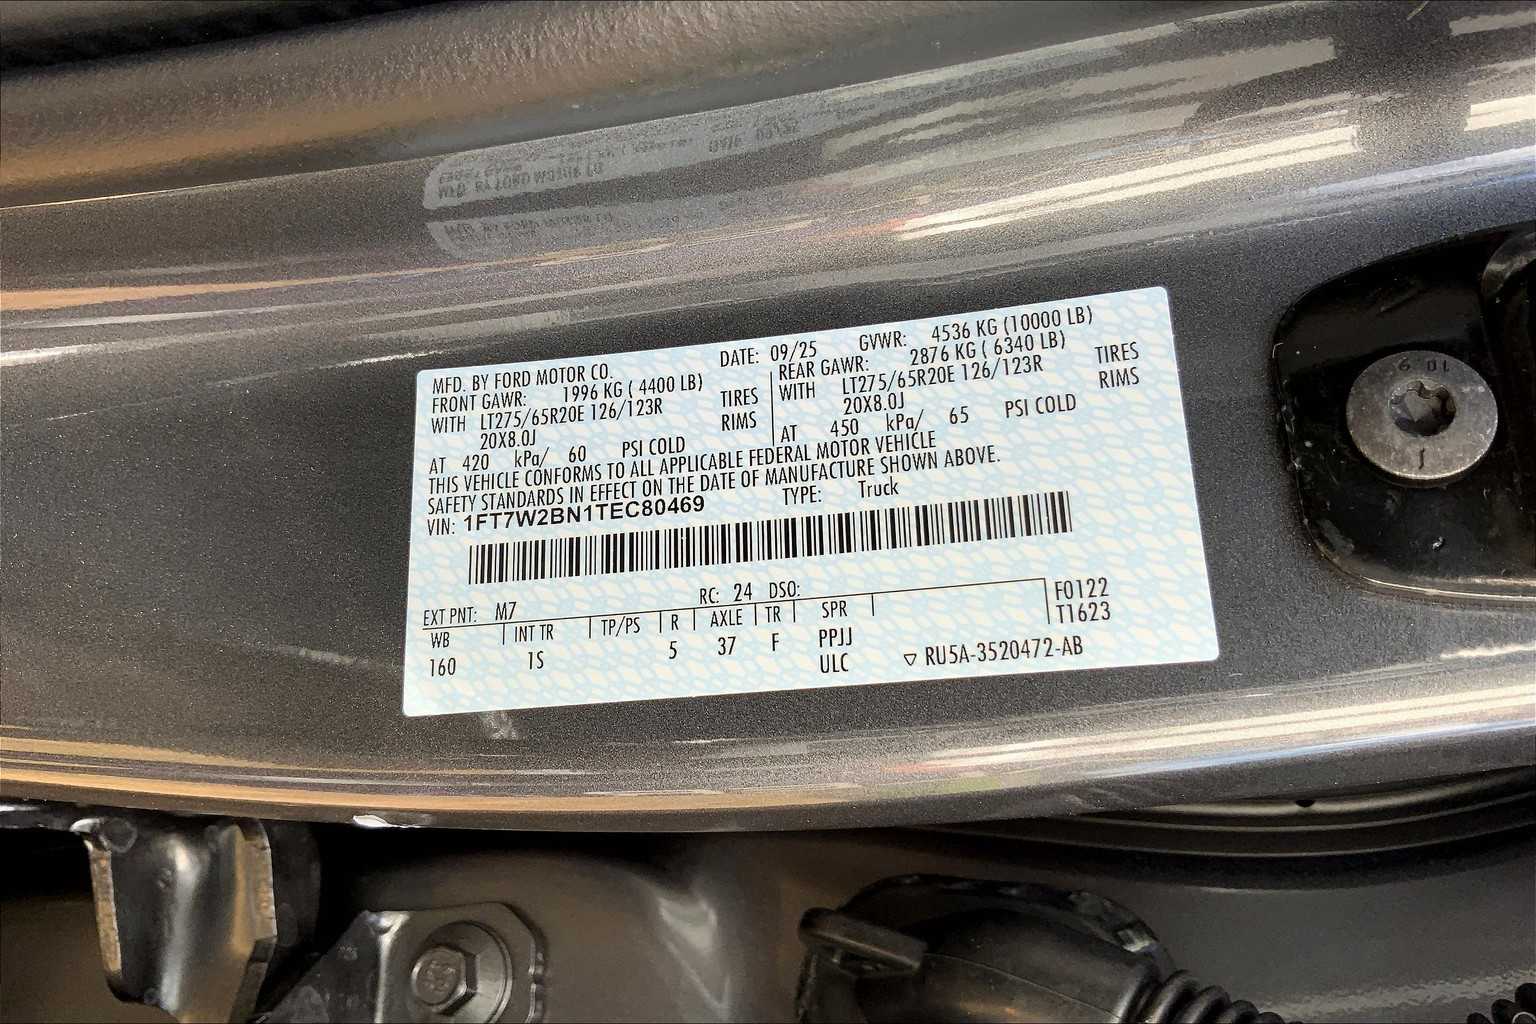 MFD. BY FORD MOTOR CO. DATE: 09/25 GVWR: 4536 KG (10000 LB)
FRONT GAWR: 1996 KG ( 4400 LB)
WITH LT275/65R20E 126/123R TIRES
20X8.0J RIMS
AT 420 kPa/ 60 PSI COLD
REAR GAWR: 2876 KG ( 6340 LB)
WITH LT275/65R20E 126/123R TIRES
20X8.0J RIMS
AT 450 kPa/ 65 PSI COLD
THIS VEHICLE CONFORMS TO ALL APPLICABLE FEDERAL MOTOR VEHICLE
SAFETY STANDARDS IN EFFECT ON THE DATE OF MANUFACTURE SHOWN ABOVE.
VIN: 1FT7W2BN1TEC80469 TYPE: Truck
EXT PNT: M7 RC: 24 DSO: F0122
WB INT TR TP/PS R AXLE TR SPR T1623
160 1S 5 37 F PPJJ
ULC ▽ RU5A-3520472-AB